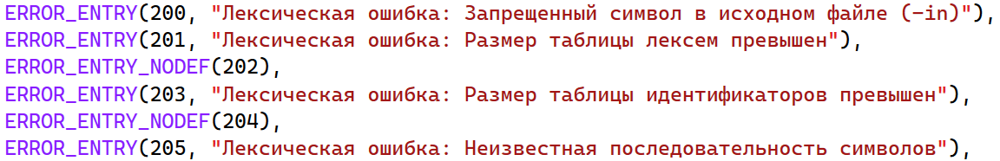 ERROR_ENTRY(200, "Лексическая ошибка: Запрещенный символ в исходном файле (-in)"),
ERROR_ENTRY(201, "Лексическая ошибка: Размер таблицы лексем превышен"),
ERROR_ENTRY_NODEF(202),
ERROR_ENTRY(203, "Лексическая ошибка: Размер таблицы идентификаторов превышен"),
ERROR_ENTRY_NODEF(204),
ERROR_ENTRY(205, "Лексическая ошибка: Неизвестная последовательность символов"),